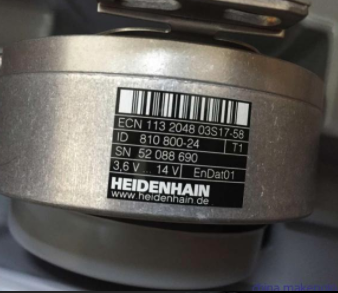 ECN 113 2048 03S17-58
ID 810 800-24 T1
SN 52 088 690
3,6 V ... 14 V EnDat01
HEIDENHAIN
www.heidenhain.de